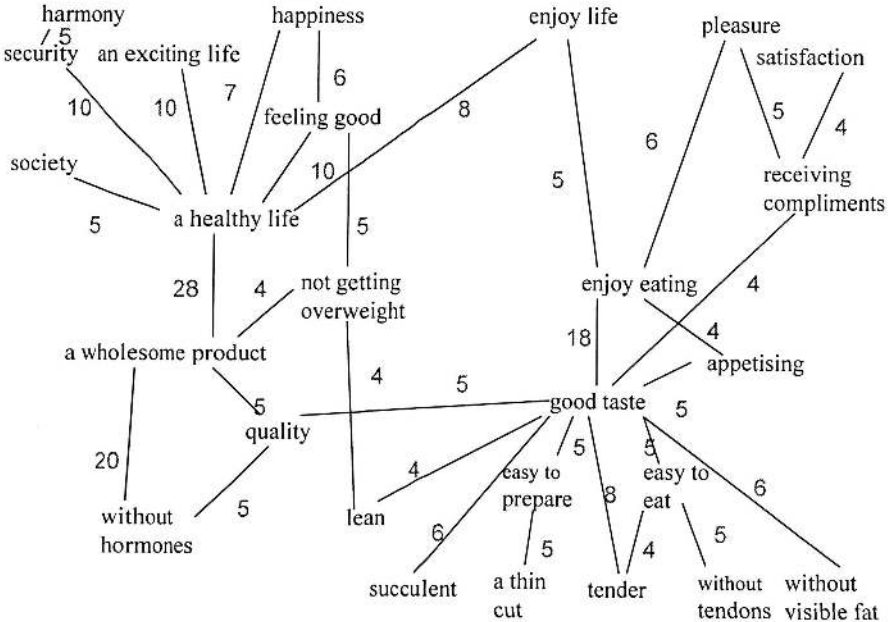 harmony
happiness
enjoy life
pleasure
5
security
an exciting life
satisfaction
10
10
7
6
8
feeling good
5
4
6
society
10
5
receiving
compliments
5
a healthy life
5
28
4
not getting
overweight
enjoy eating
4
18
4
a wholesome product
appetising
4
5
good taste
5
5
quality
5
5
20
4
easy to
prepare
easy to
eat
8
6
without
hormones
5
lean
6
5
4
5
succulent
a thin
cut
tender
without
tendons
without
visible fat